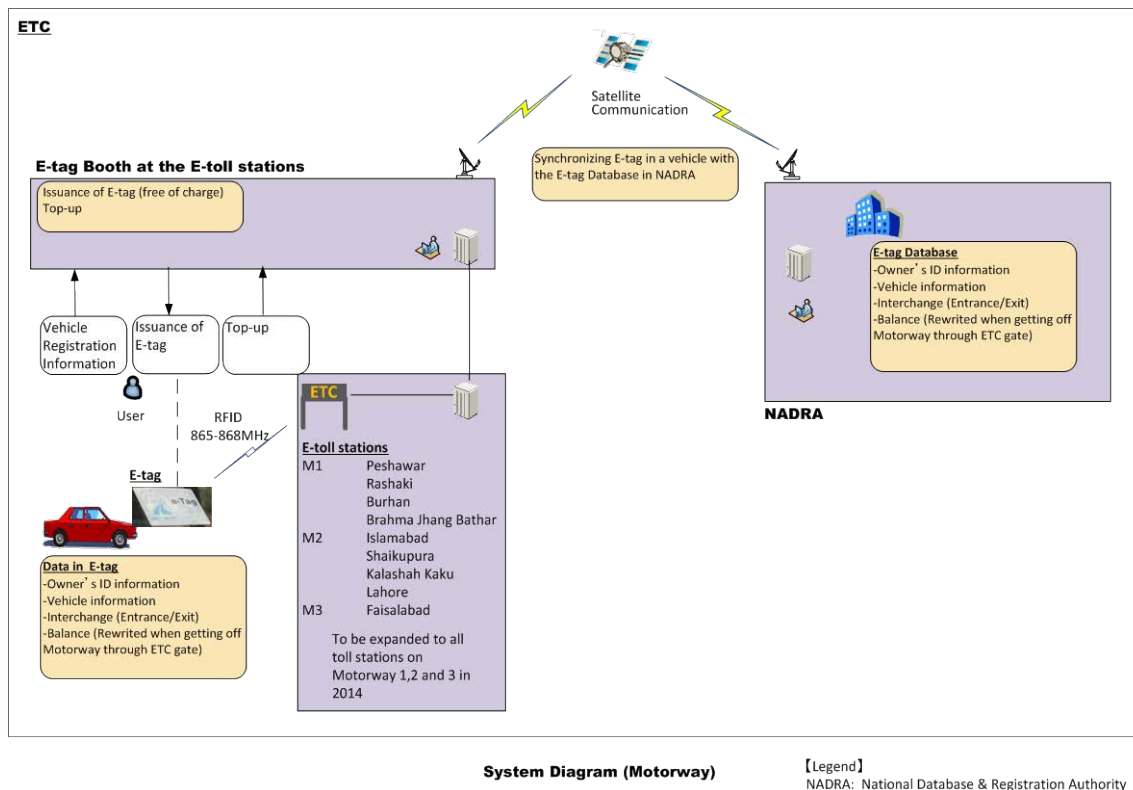 ETC
Satellite
Communication
E-tag Booth at the E-toll stations
Issuance of E-tag (free of charge)
Top-up
Synchronizing E-tag in a vehicle with
the E-tag Database in NADRA
E-tag Database
-Owner's ID information
-Vehicle information
-Interchange (Entrance/Exit)
-Balance (Rewrited when getting off
Motorway through ETC gate)
NADRA
Vehicle
Registration
Information
Issuance of
E-tag
Top-up
User
RFID
865-868MHz
E-tag
e-Tag
Data in E-tag
-Owner's ID information
-Vehicle information
-Interchange (Entrance/Exit)
-Balance (Rewrited when getting off
Motorway through ETC gate)
ETC
E-toll stations
M1 Peshawar
Rashaki
Burhan
Brahma Jhang Bathar
M2 Islamabad
Shaikupura
Kalashah Kaku
Lahore
M3 Faisalabad
To be expanded to all
toll stations on
Motorway 1,2 and 3 in
2014
System Diagram (Motorway)
【Legend】
NADRA: National Database & Registration Authority